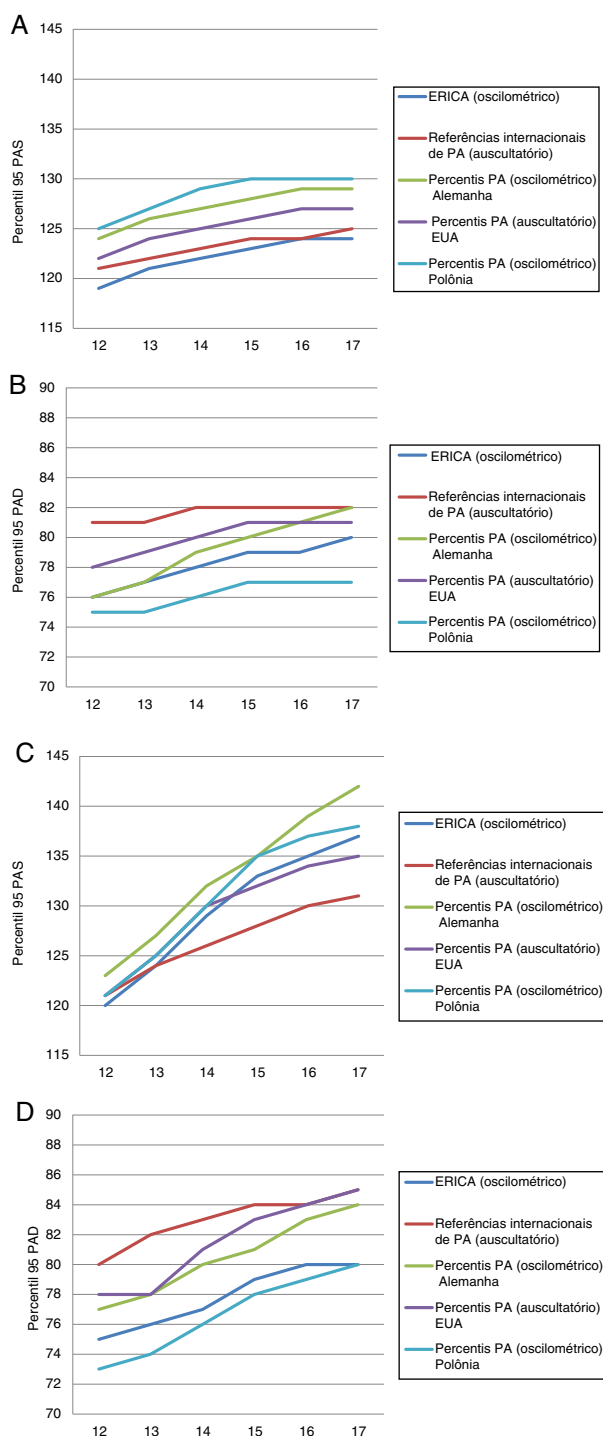 A
145
140
135
130
125
120
115
Percentil 95 PAS
12 13 14 15 16 17
ERICA (oscilométrico)
Referências internacionais
de PA (auscultatório)
Percentis PA (oscilométrico)
Alemanha
Percentis PA (auscultatório)
EUA
Percentis PA (oscilométrico)
Polônia
B
90
88
86
84
82
80
78
76
74
72
70
Percentil 95 PAD
12 13 14 15 16 17
ERICA (oscilométrico)
Referências internacionais
de PA (auscultatório)
Percentis PA (oscilométrico)
Alemanha
Percentis PA (auscultatório)
EUA
Percentis PA (oscilométrico)
Polônia
C
145
140
135
130
125
120
115
Percentil 95 PAS
12 13 14 15 16 17
ERICA (oscilométrico)
Referências internacionais
de PA (auscultatório)
Percentis PA (oscilométrico)
Alemanha
Percentis PA (auscultatório)
EUA
Percentis PA (oscilométrico)
Polônia
D
90
88
86
84
82
80
78
76
74
72
70
Percentil 95 PAD
12 13 14 15 16 17
ERICA (oscilométrico)
Referências internacionais
de PA (auscultatório)
Percentis PA (oscilométrico)
Alemanha
Percentis PA (auscultatório)
EUA
Percentis PA (oscilométrico)
Polônia